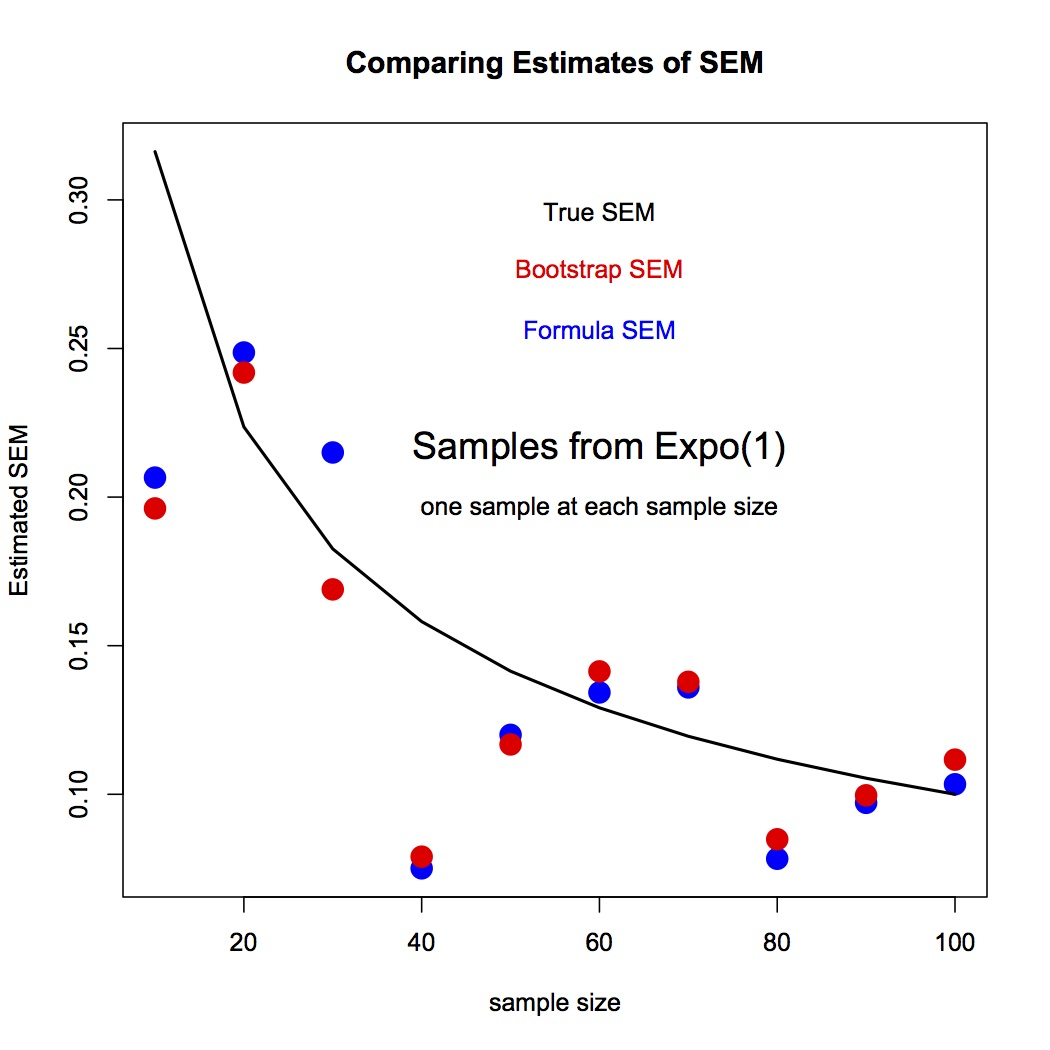 Comparing Estimates of SEM
True SEM
Bootstrap SEM
Formula SEM
Samples from Expo(1)
one sample at each sample size
Estimated SEM
0.30
0.25
0.20
0.15
0.10
20 40 60 80 100
sample size